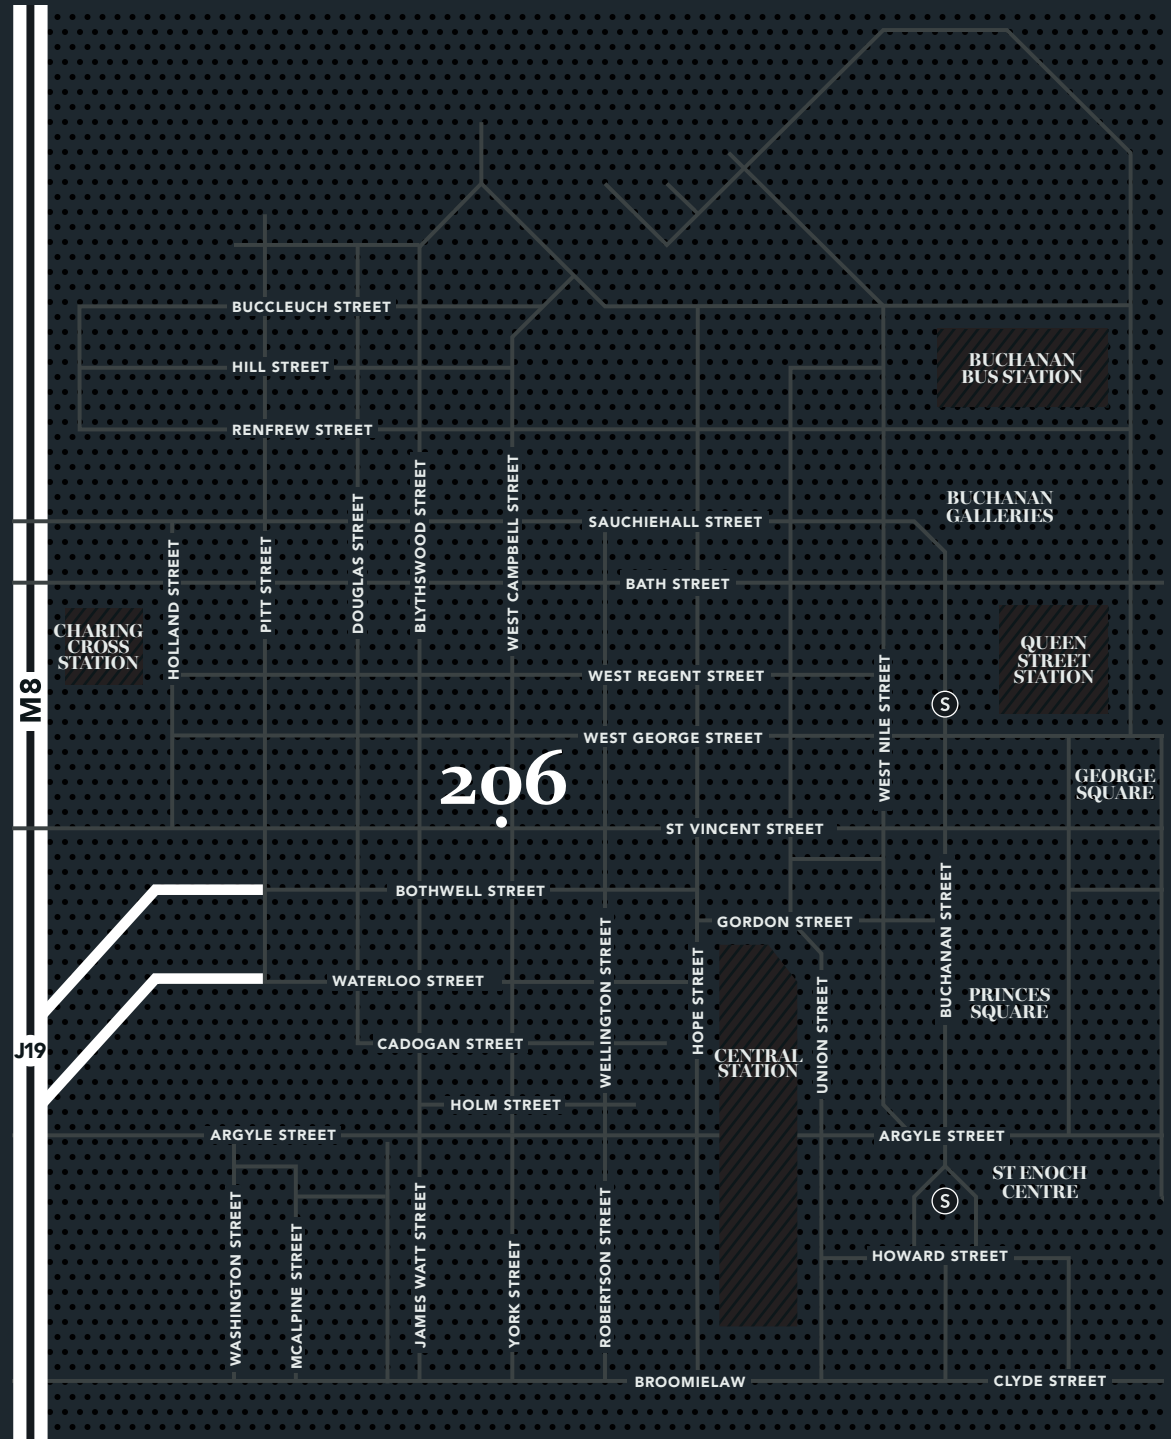 BUCCLEUCH STREET
BUCHANAN
BUS STATION
HILL STREET
RENFREW STREET
BUCHANAN
GALLERIES
SAUCHIEHALL STREET
BATH STREET
HOLLAND STREET
PITT STREET
DOUGLAS STREET
BLYTHSWOOD STREET
WEST CAMPBELL STREET
CHARING
CROSS
STATION
QUEEN
STREET
STATION
WEST REGENT STREET
M8
S
WEST NILE STREET
WEST GEORGE STREET
206
GEORGE
SQUARE
ST VINCENT STREET
BOTHWELL STREET
GORDON STREET
BUCHANAN STREET
WATERLOO STREET
WELLINGTON STREET
HOPE STREET
UNION STREET
PRINCES
SQUARE
J19
CADOGAN STREET
CENTRAL
STATION
HOLM STREET
ARGYLE STREET
ARGYLE STREET
ST ENOCH
CENTRE
S
WASHINGTON STREET
MCALPINE STREET
JAMES WATT STREET
YORK STREET
ROBERTSON STREET
HOWARD STREET
BROOMIELAW
CLYDE STREET